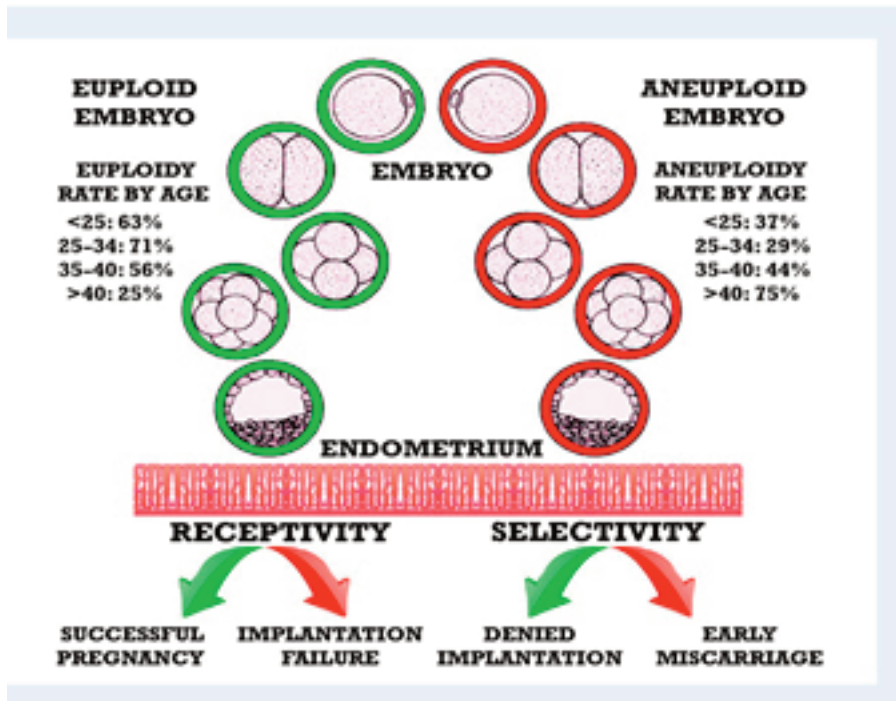 EUPLOID
EMBRYO
ANEUPLOID
EMBRYO
EMBRYO
EUPLOIDY
RATE BY AGE
<25: 63%
25-34: 71%
35-40: 56%
>40: 25%
ANEUPLOIDY
RATE BY AGE
<25: 37%
25-34: 29%
35-40: 44%
>40: 75%
ENDOMETRIUM
RECEPTIVITY
SELECTIVITY
SUCCESSFUL
PREGNANCY
IMPLANTATION
FAILURE
DENIED
IMPLANTATION
EARLY
MISCARRIAGE